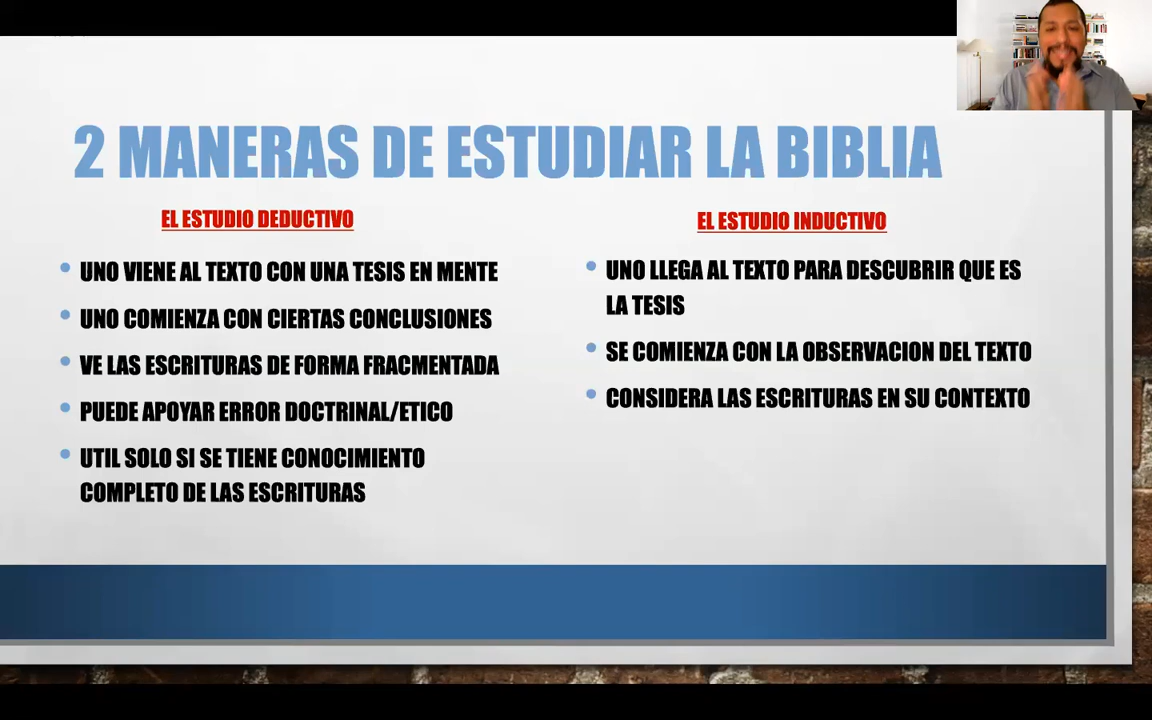 2 MANERAS DE ESTUDIAR LA BIBLIA
EL ESTUDIO DEDUCTIVO
UNO VIENE AL TEXTO CON UNA TESIS EN MENTE
UNO COMIENZA CON CIERTAS CONCLUSIONES
VE LAS ESCRITURAS DE FORMA FRACMENTADA
PUEDE APOYAR ERROR DOCTRINAL/ETICO
UTIL SOLO SI SE TIENE CONOCIMIENTO
COMPLETO DE LAS ESCRITURAS
EL ESTUDIO INDUCTIVO
UNO LLEGA AL TEXTO PARA DESCUBRIR QUE ES
LA TESIS
SE COMIENZA CON LA OBSERVACION DEL TEXTO
CONSIDERA LAS ESCRITURAS EN SU CONTEXTO